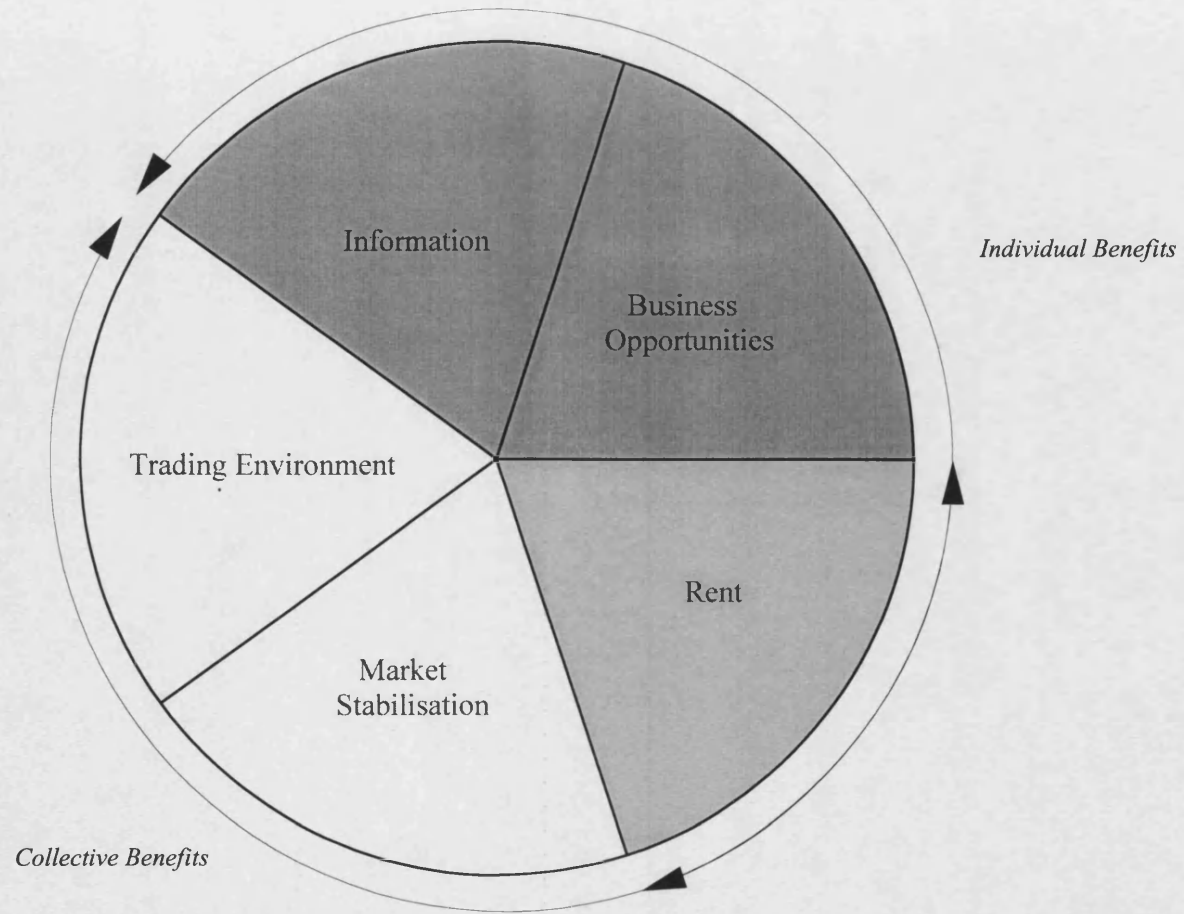 Information
Individual Benefits
Business
Opportunities
Trading Environment
Rent
Market
Stabilisation
Collective Benefits